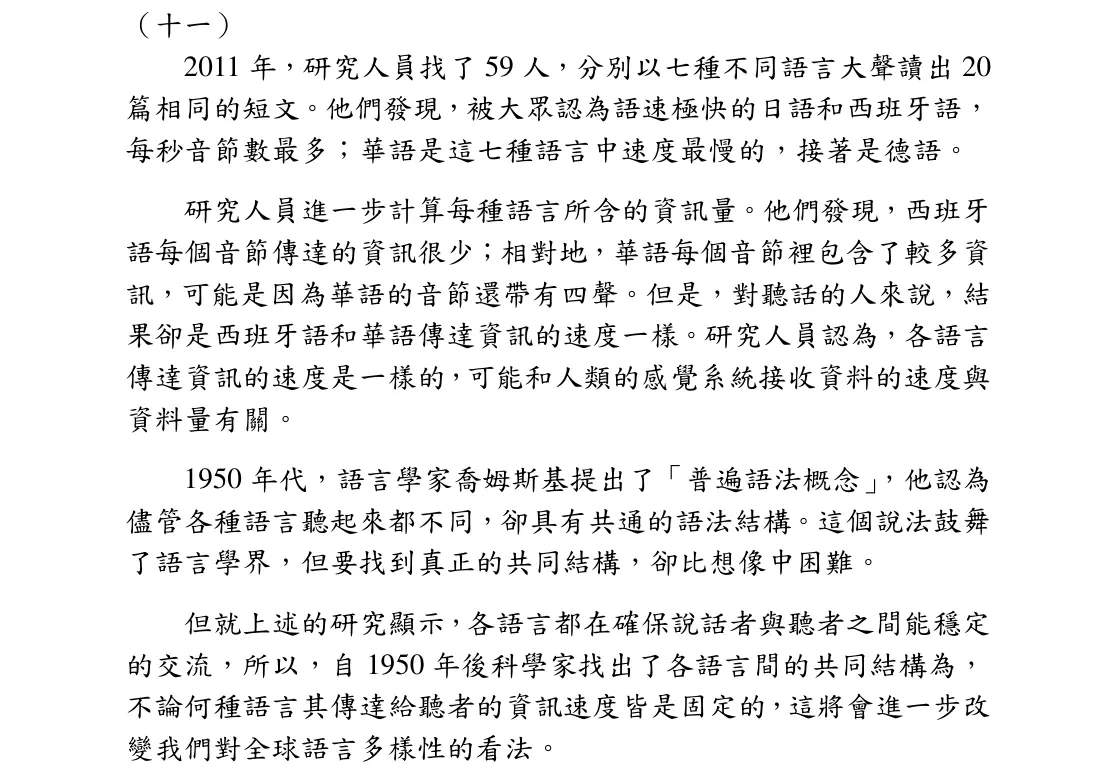 （十一）
2011 年，研究人員找了 59 人，分別以七種不同語言大聲讀出 20
篇相同的短文。他們發現，被大眾認為語速極快的日語和西班牙語，
每秒音節數最多；華語是這七種語言中速度最慢的，接著是德語。
研究人員進一步計算每種語言所含的資訊量。他們發現，西班牙
語每個音節傳達的資訊很少；相對地，華語每個音節裡包含了較多資
訊，可能是因為華語的音節還帶有四聲。但是，對聽話的人來說，結
果卻是西班牙語和華語傳達資訊的速度一樣。研究人員認為，各語言
傳達資訊的速度是一樣的，可能和人類的感覺系統接收資料的速度與
資料量有關。
1950 年代，語言學家喬姆斯基提出了「普遍語法概念」，他認為
儘管各種語言聽起來都不同，卻具有共通的語法結構。這個說法鼓舞
了語言學界，但要找到真正的共同結構，卻比想像中困難。
但就上述的研究顯示，各語言都在確保說話者與聽者之間能穩定
的交流，所以，自 1950 年後科學家找出了各語言間的共同結構為，
不論何種語言其傳達給聽者的資訊速度皆是固定的，這將會進一步改
變我們對全球語言多樣性的看法。